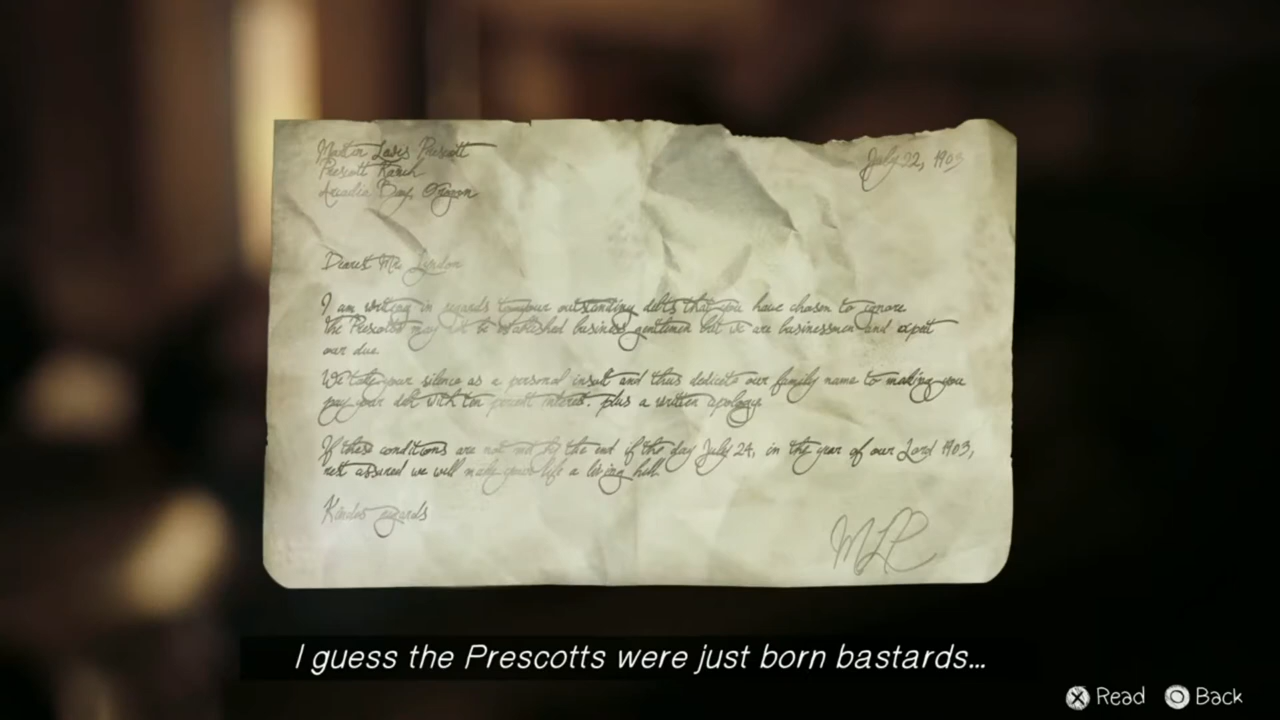 Martin Lewis Prescott
Prescott Ranch
Arcadia Bay, Oregon
July 22, 1903
Dearest Mr. Lyndon
I am writing in regards to your outstanding debts that you have chosen to ignore
the Prescotts may not be established business gentlemen but we are businessmen and expect
our due.
We take your silence as a personal insult and thus dedicate our family name to making you
pay your debt with ten percent interest. plus a written apology.
If these conditions are not met by the end if the day July 24, in the year of our Lord 1903,
rest assured we will make your life a living hell.
Kindest regards
MLP
I guess the Prescotts were just born bastards...
Read
Back